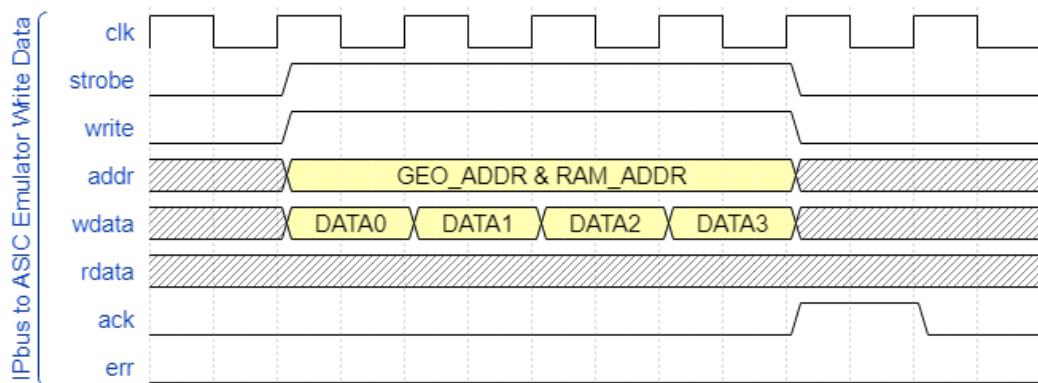 IPbus to ASIC Emulator Write Data
clk
strobe
write
addr GEO_ADDR & RAM_ADDR
wdata DATA0 DATA1 DATA2 DATA3
rdata
ack
err